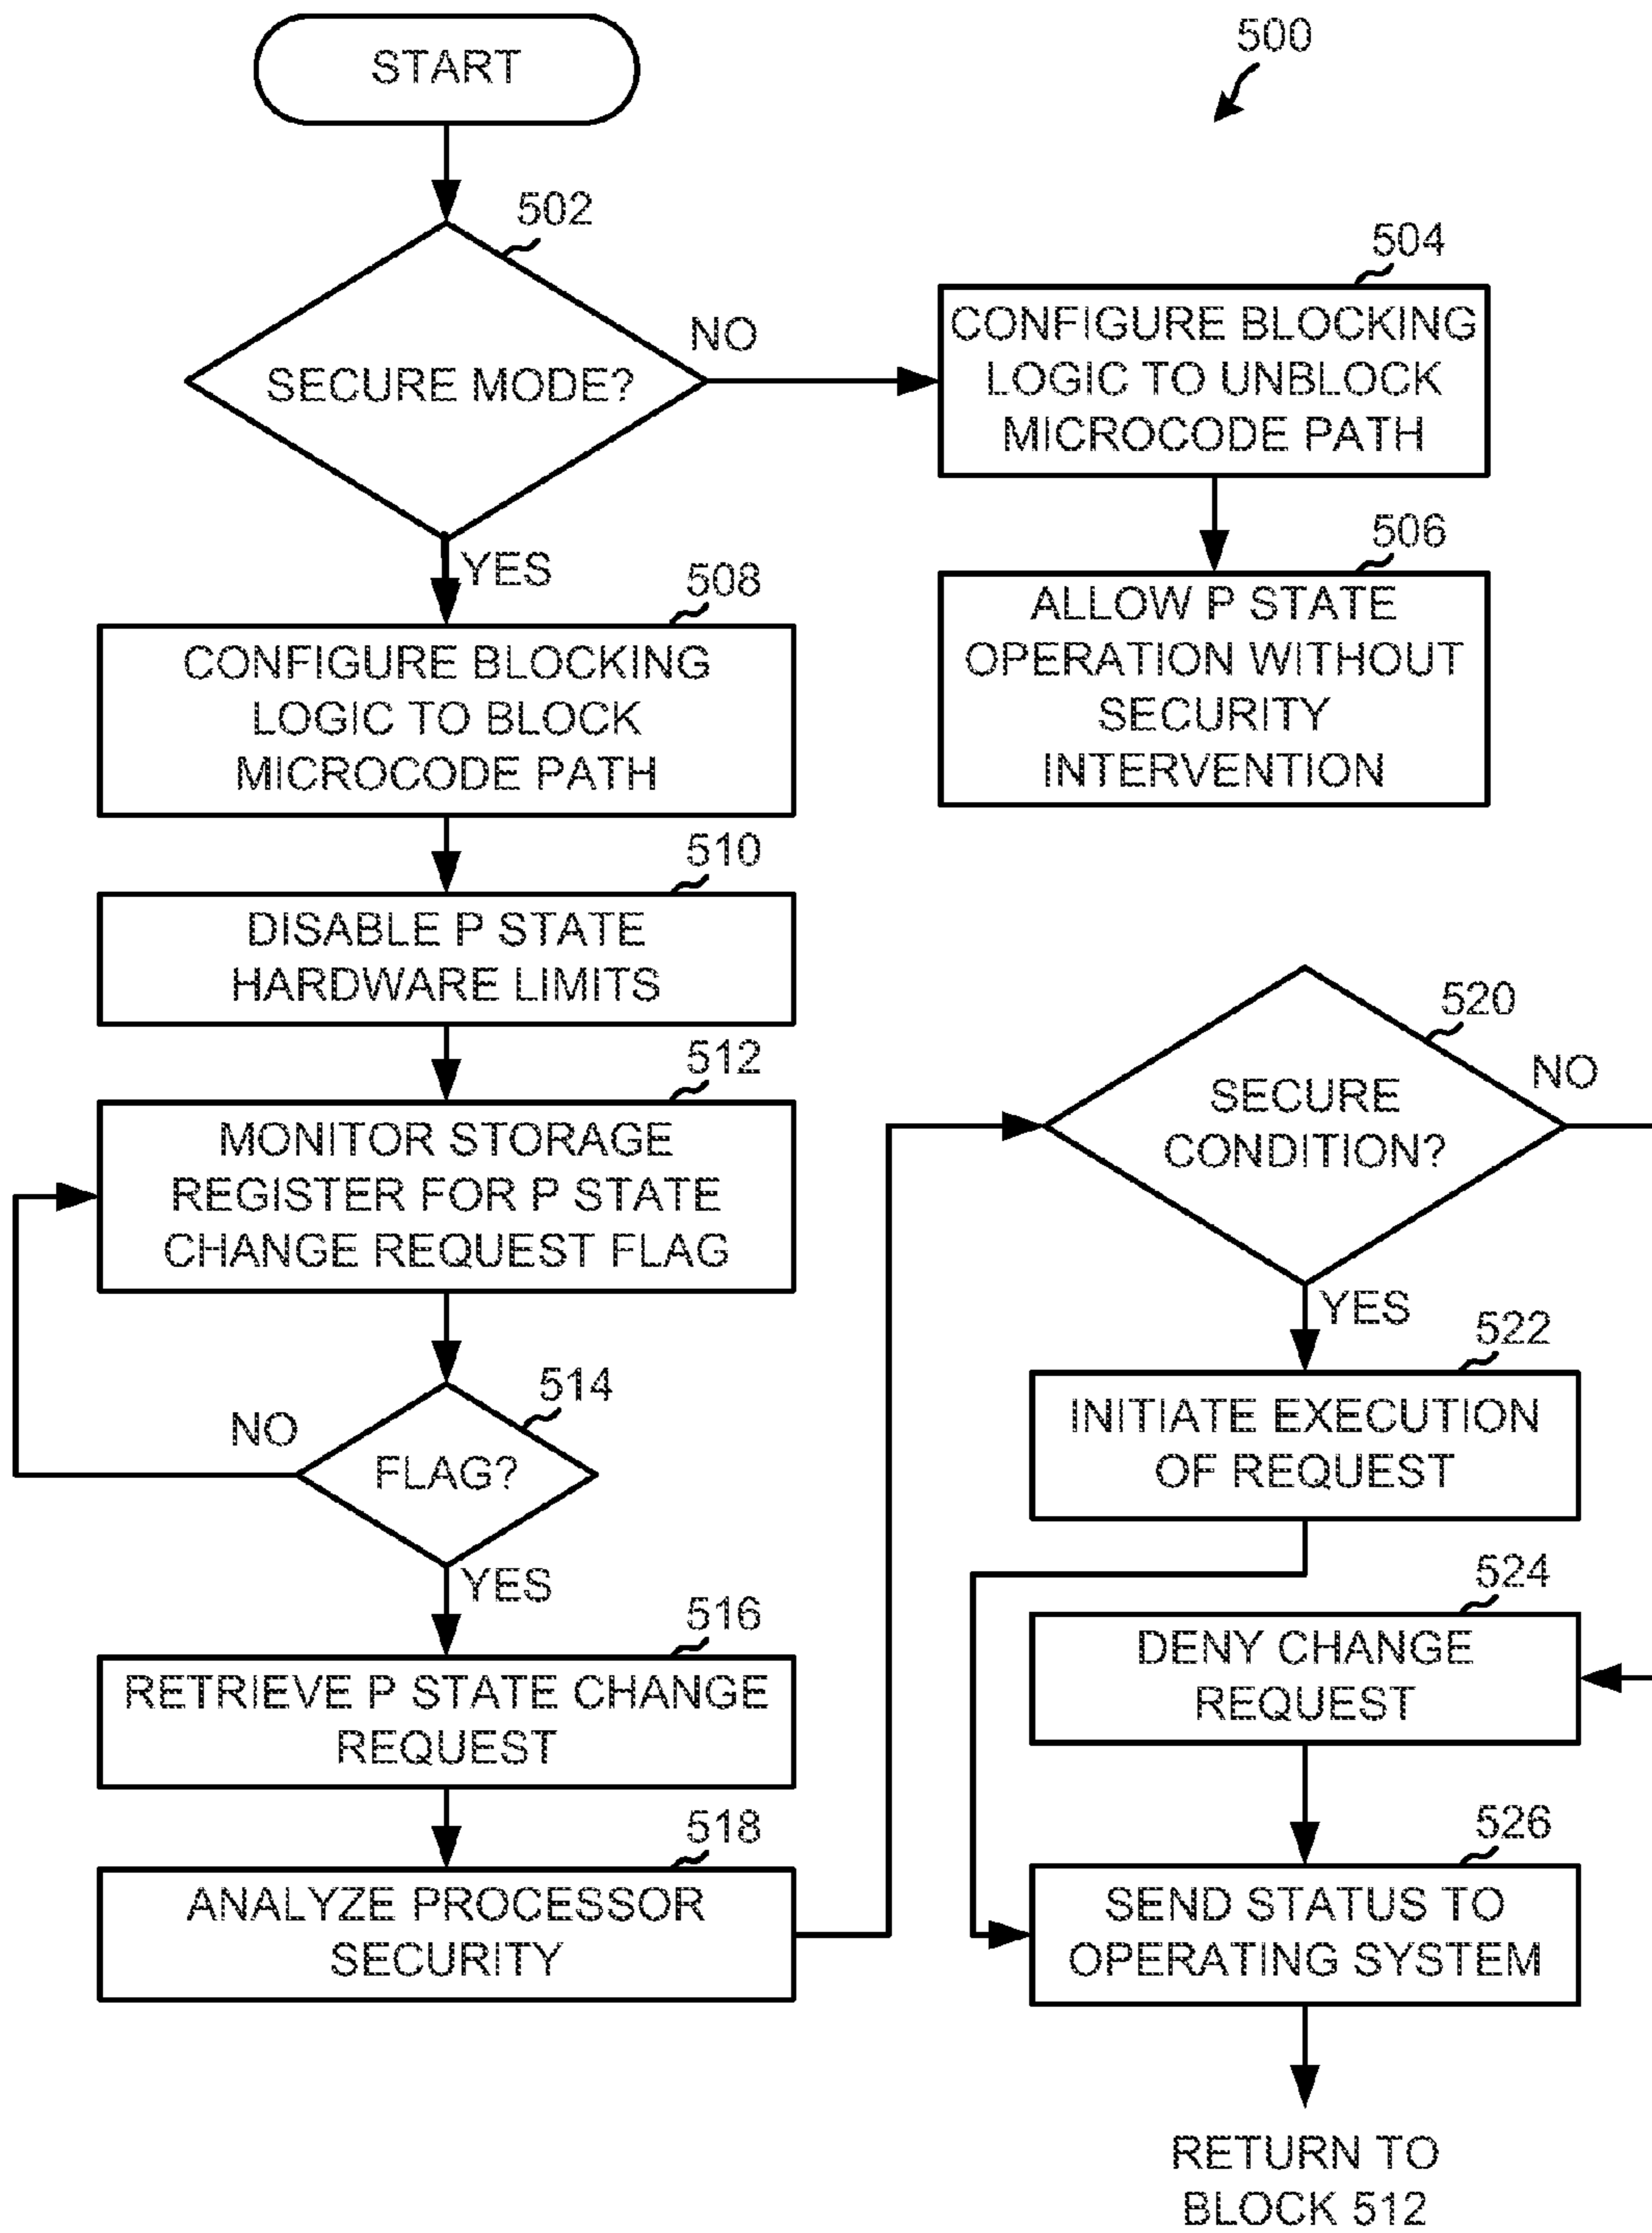 START
500
502
SECURE MODE?
NO
YES
504
CONFIGURE BLOCKING
LOGIC TO UNBLOCK
MICROCODE PATH
506
ALLOW P STATE
OPERATION WITHOUT
SECURITY
INTERVENTION
508
CONFIGURE BLOCKING
LOGIC TO BLOCK
MICROCODE PATH
510
DISABLE P STATE
HARDWARE LIMITS
512
MONITOR STORAGE
REGISTER FOR P STATE
CHANGE REQUEST FLAG
514
NO
FLAG?
YES
516
RETRIEVE P STATE CHANGE
REQUEST
518
ANALYZE PROCESSOR
SECURITY
520
NO
SECURE
CONDITION?
YES
522
INITIATE EXECUTION
OF REQUEST
524
DENY CHANGE
REQUEST
526
SEND STATUS TO
OPERATING SYSTEM
RETURN TO
BLOCK 512